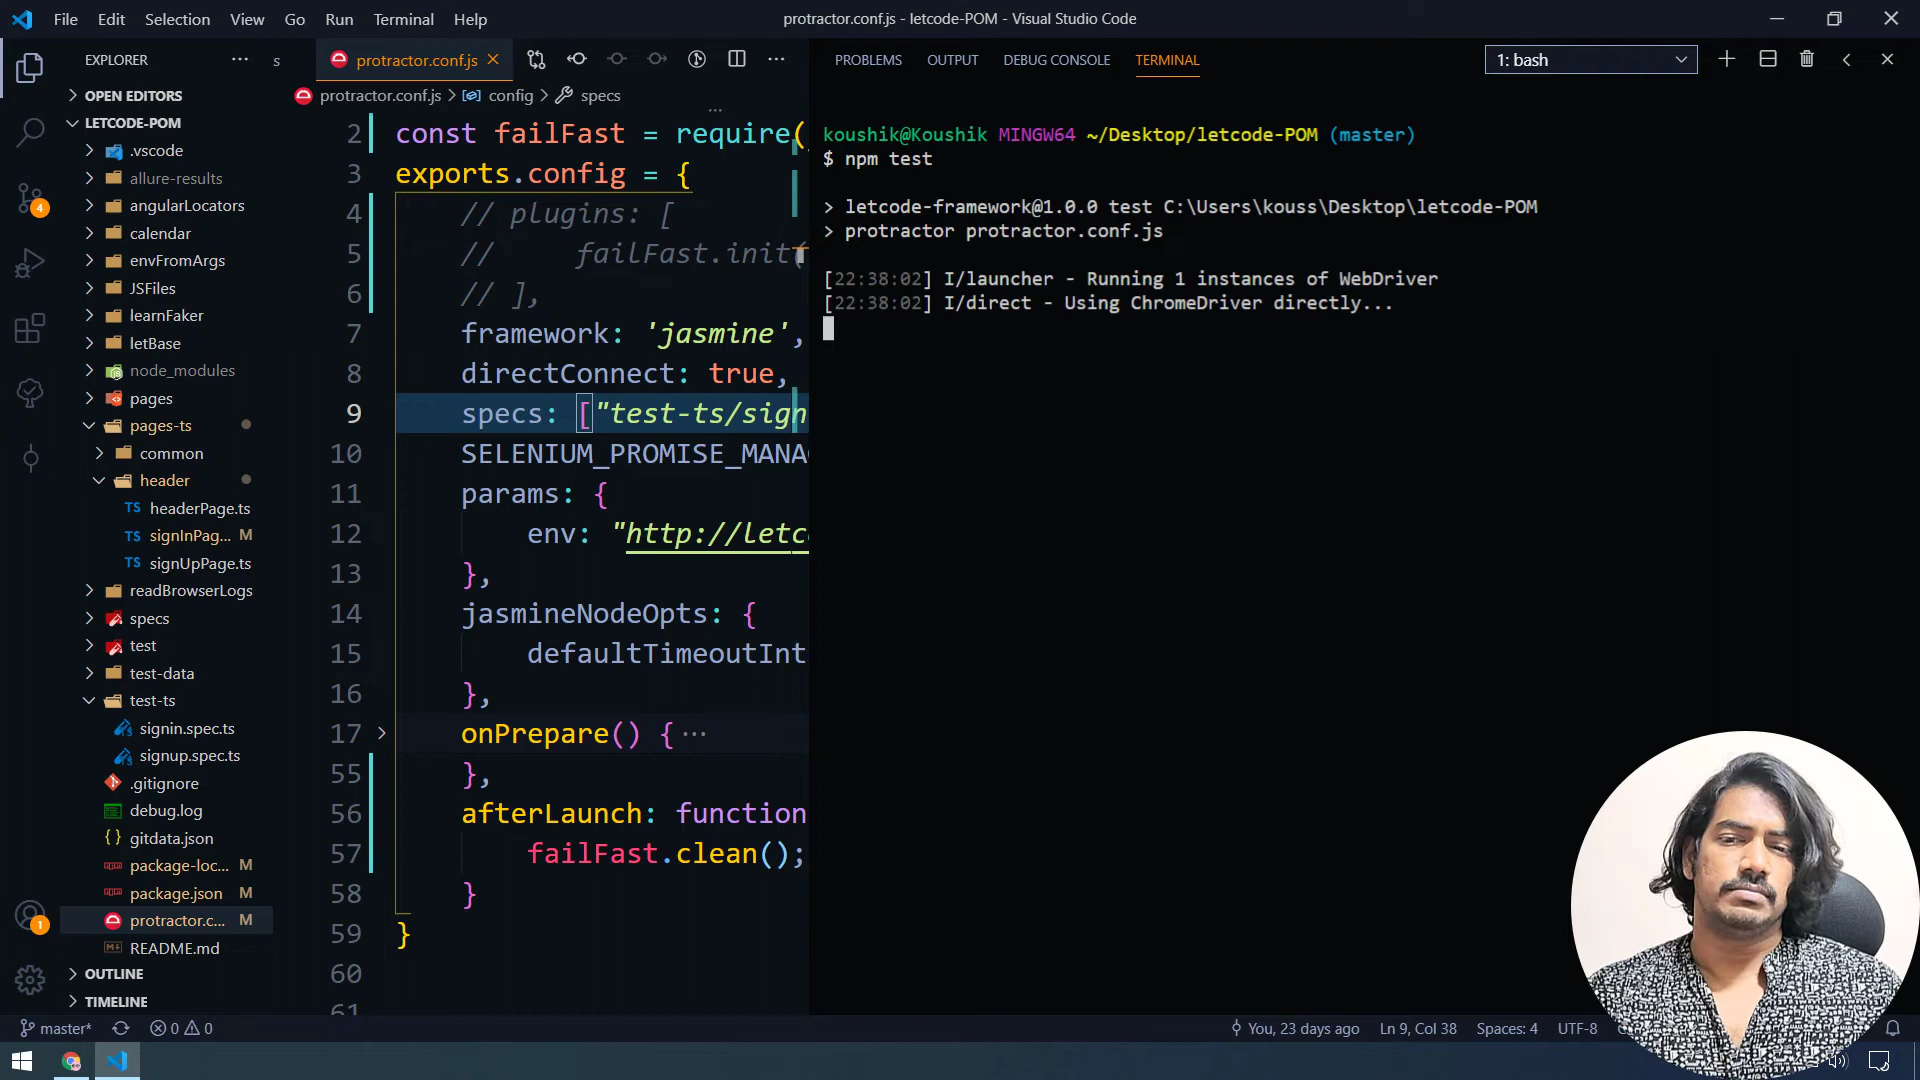 File Edit Selection View Go Run Terminal Help
protractor.conf.js - letcode-POM - Visual Studio Code
EXPLORER
s
protractor.conf.js
OPEN EDITORS
LETCODE-POM
.vscode
allure-results
angularLocators
calendar
envFromArgs
JSFiles
learnFaker
letBase
node_modules
pages
pages-ts
common
header
TS headerPage.ts
TS signInPag... M
TS signUpPage.ts
readBrowserLogs
specs
test
test-data
test-ts
signin.spec.ts
signup.spec.ts
.gitignore
debug.log
{} gitdata.json
package-loc... M
package.json M
protractor.c... M
README.md
OUTLINE
TIMELINE
4
1
protractor.conf.js > config > specs
2 const failFast = require(
3 exports.config = {
4 // plugins: [
5 // failFast.init(
6 // ],
7 framework: 'jasmine',
8 directConnect: true,
9 specs: ["test-ts/sign
10 SELENIUM_PROMISE_MANA
11 params: {
12 env: "http://letc
13 },
14 jasmineNodeOpts: {
15 defaultTimeoutInt
16 },
17 onPrepare() {...
55 },
56 afterLaunch: function
57 failFast.clean();
58 }
59 }
60
61
PROBLEMS OUTPUT DEBUG CONSOLE TERMINAL
1: bash
koushik@Koushik MINGW64 ~/Desktop/letcode-POM (master)
$ npm test
> letcode-framework@1.0.0 test C:\Users\kouss\Desktop\letcode-POM
> protractor protractor.conf.js
[22:38:02] I/launcher - Running 1 instances of WebDriver
[22:38:02] I/direct - Using ChromeDriver directly...
master* 0 0
You, 23 days ago Ln 9, Col 38 Spaces: 4 UTF-8